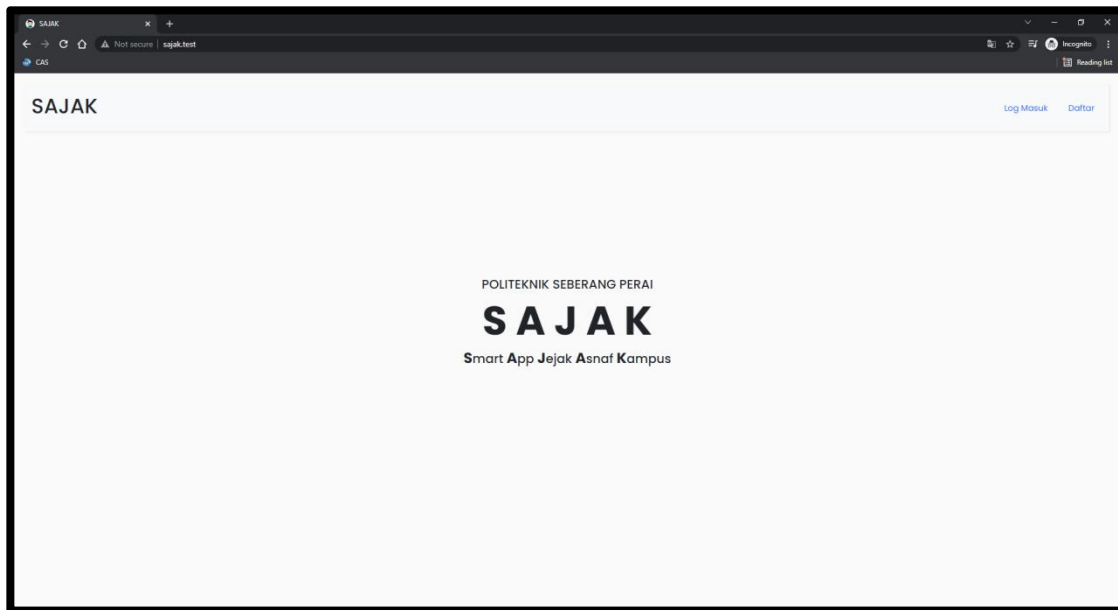 SAJAK
Not secure | sajak.test
Incognito
CAS
Reading list
SAJAK
Log Masuk Daftar
POLITEKNIK SEBERANG PERAI
S A J A K
Smart App Jejak Asnaf Kampus